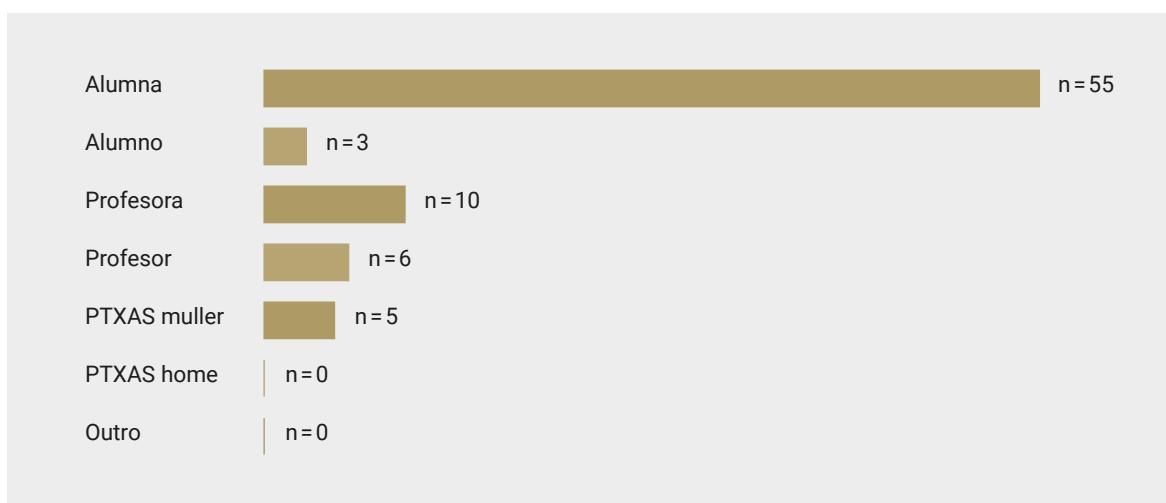 Alumna n=55
Alumno n=3
Profesora n=10
Profesor n=6
PTXAS muller n=5
PTXAS home n=0
Outro n=0